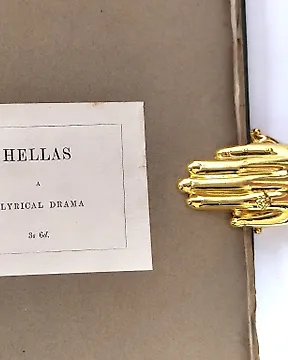 HELLAS
A
LYRICAL DRAMA
3s 6d.